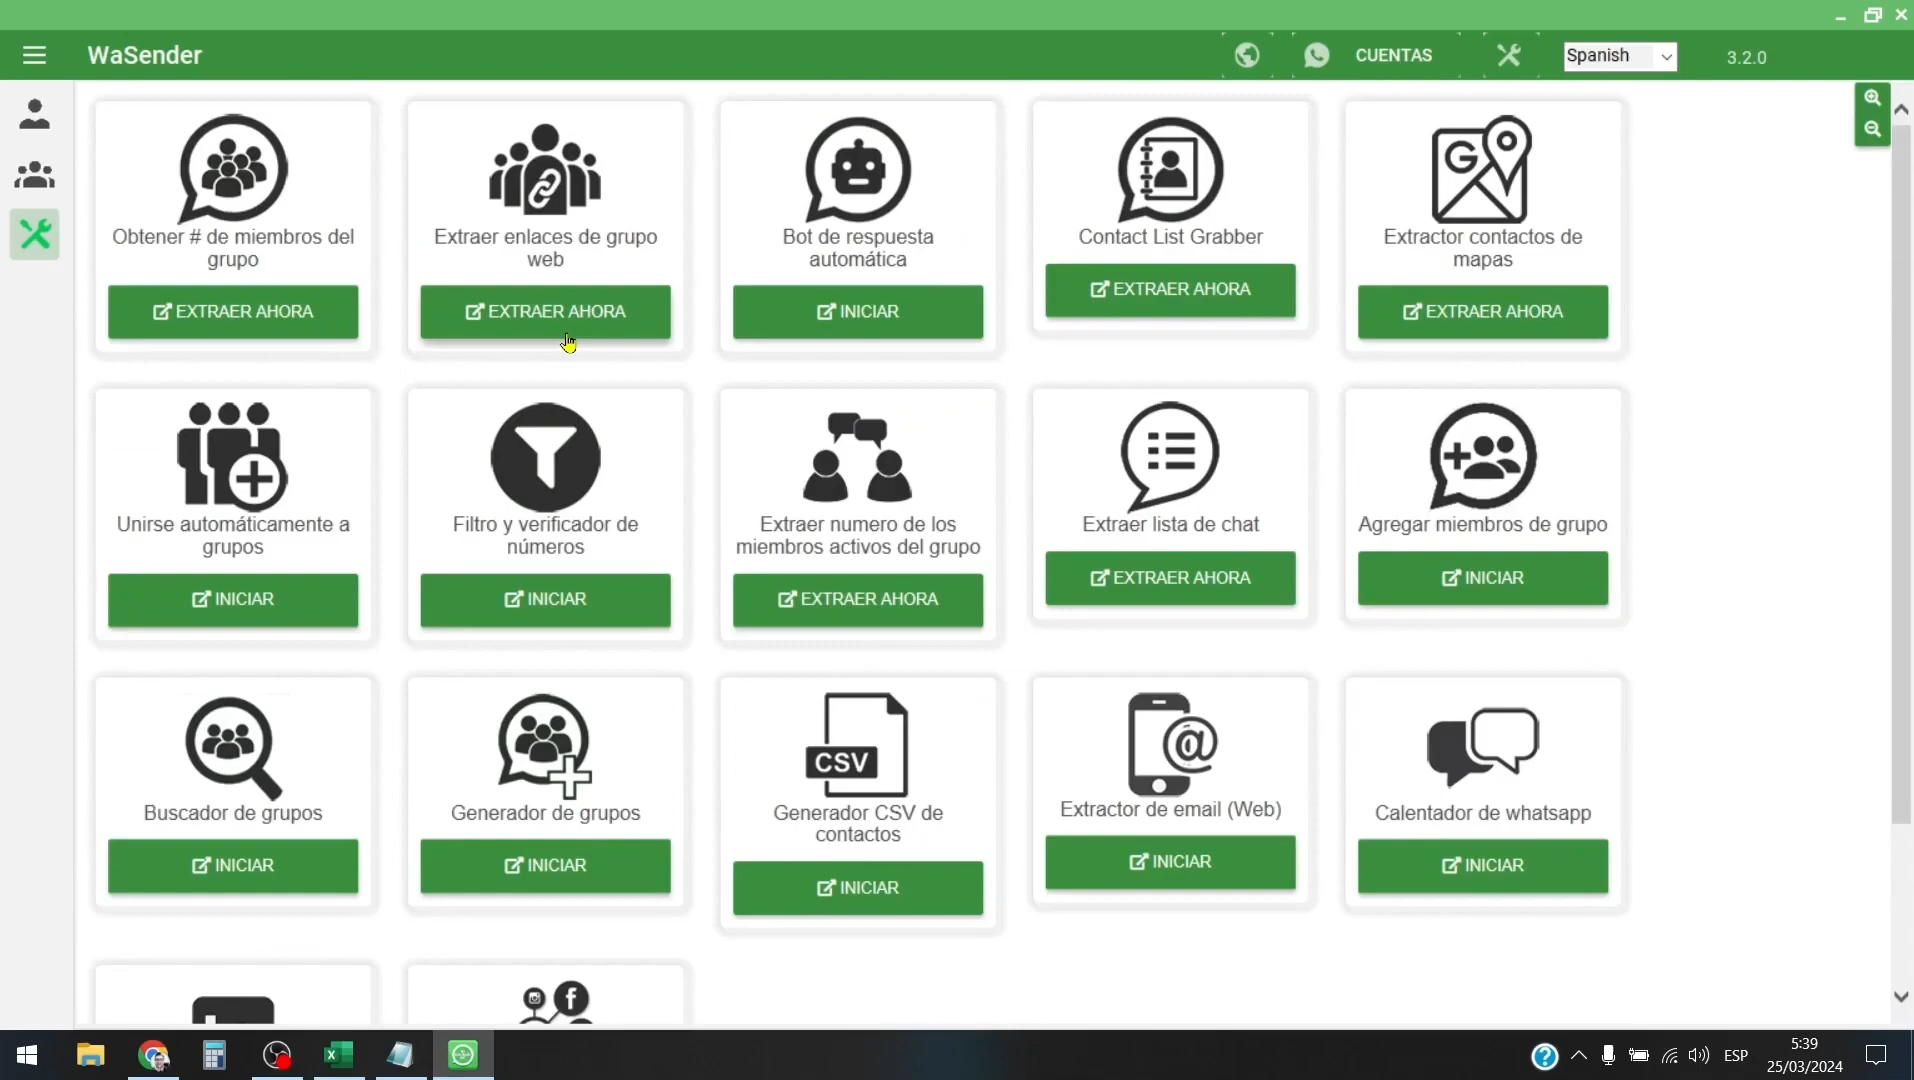 WaSender
CUENTAS
Spanish
3.2.0
Obtener # de miembros del
grupo
EXTRAER AHORA
Extraer enlaces de grupo
web
EXTRAER AHORA
Bot de respuesta
automática
INICIAR
Contact List Grabber
EXTRAER AHORA
G
Extractor contactos de
mapas
EXTRAER AHORA
Unirse automáticamente a
grupos
INICIAR
Filtro y verificador de
números
INICIAR
Extraer numero de los
miembros activos del grupo
EXTRAER AHORA
Extraer lista de chat
EXTRAER AHORA
Agregar miembros de grupo
INICIAR
Buscador de grupos
INICIAR
Generador de grupos
INICIAR
CSV
Generador CSV de
contactos
INICIAR
@
Extractor de email (Web)
INICIAR
Calentador de whatsapp
INICIAR
ESP
5:39
25/03/2024